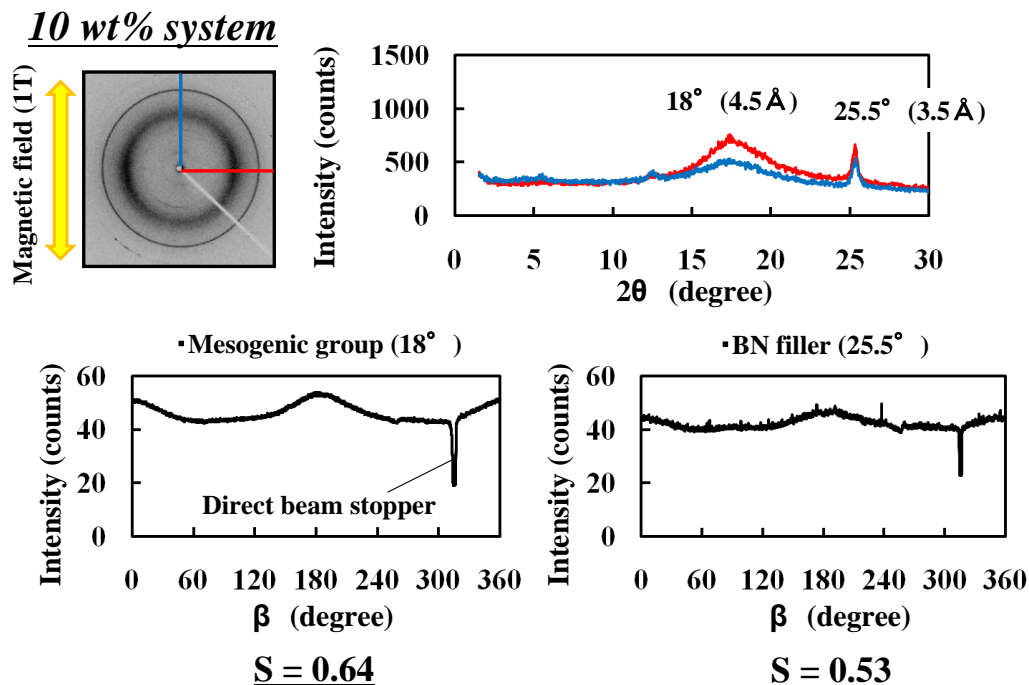 10 wt% system
Magnetic field (1T)
Intensity (counts)
1500
1000
500
0
18° (4.5Å)
25.5° (3.5Å)
0 5 10 15 20 25 30
2θ (degree)
▪Mesogenic group (18° )
Intensity (counts)
60
40
20
0
Direct beam stopper
0 60 120 180 240 300 360
β (degree)
S = 0.64
▪BN filler (25.5° )
Intensity (counts)
60
40
20
0
0 60 120 180 240 300 360
β (degree)
S = 0.53